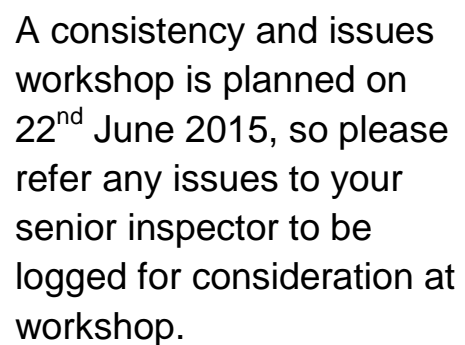 A consistency and issues
workshop is planned on
22nd June 2015, so please
refer any issues to your
senior inspector to be
logged for consideration at
workshop.